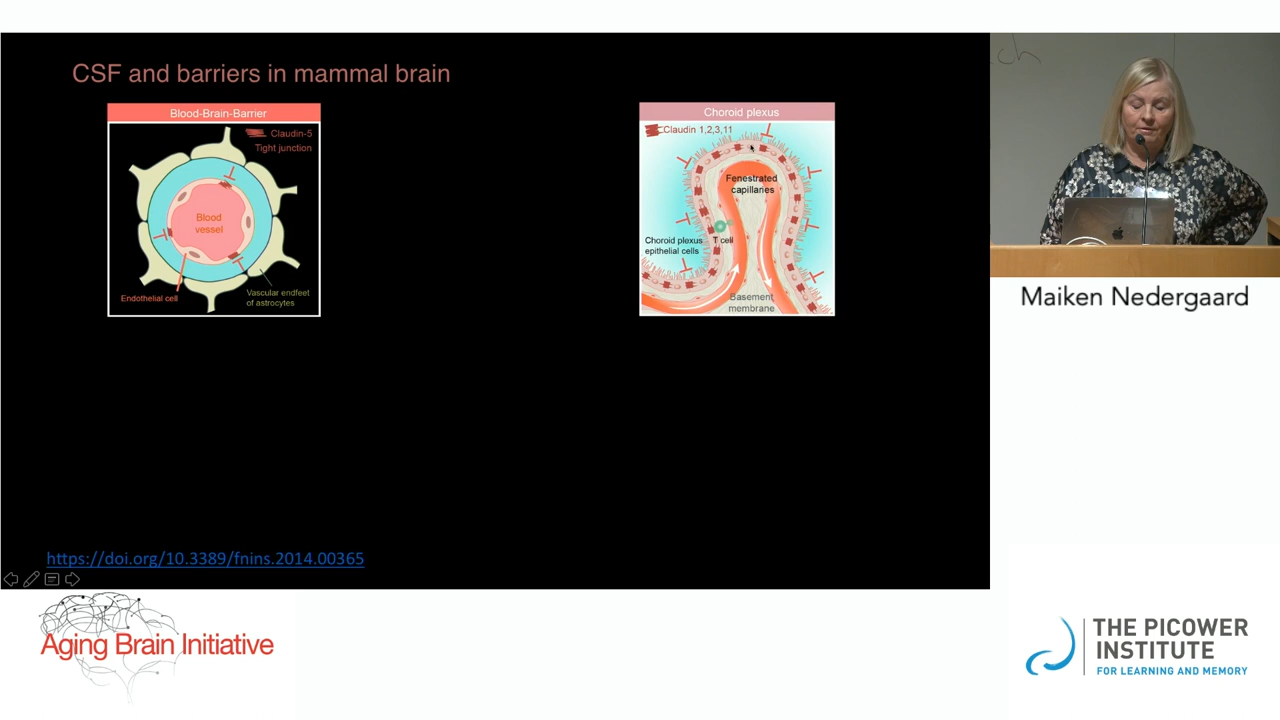 CSF and barriers in mammal brain
Blood-Brain-Barrier
Claudin-5
Tight junction
Blood
vessel
Endothelial cell
Vascular endfeet
of astrocytes
Choroid plexus
Claudin 1,2,3,11
Fenestrated
capillaries
Choroid plexus
epithelial cells
T cell
Basement
membrane
https://doi.org/10.3389/fnins.2014.00365
Maiken Nedergaard
Aging Brain Initiative
THE PICOWER
INSTITUTE
FOR LEARNING AND MEMORY